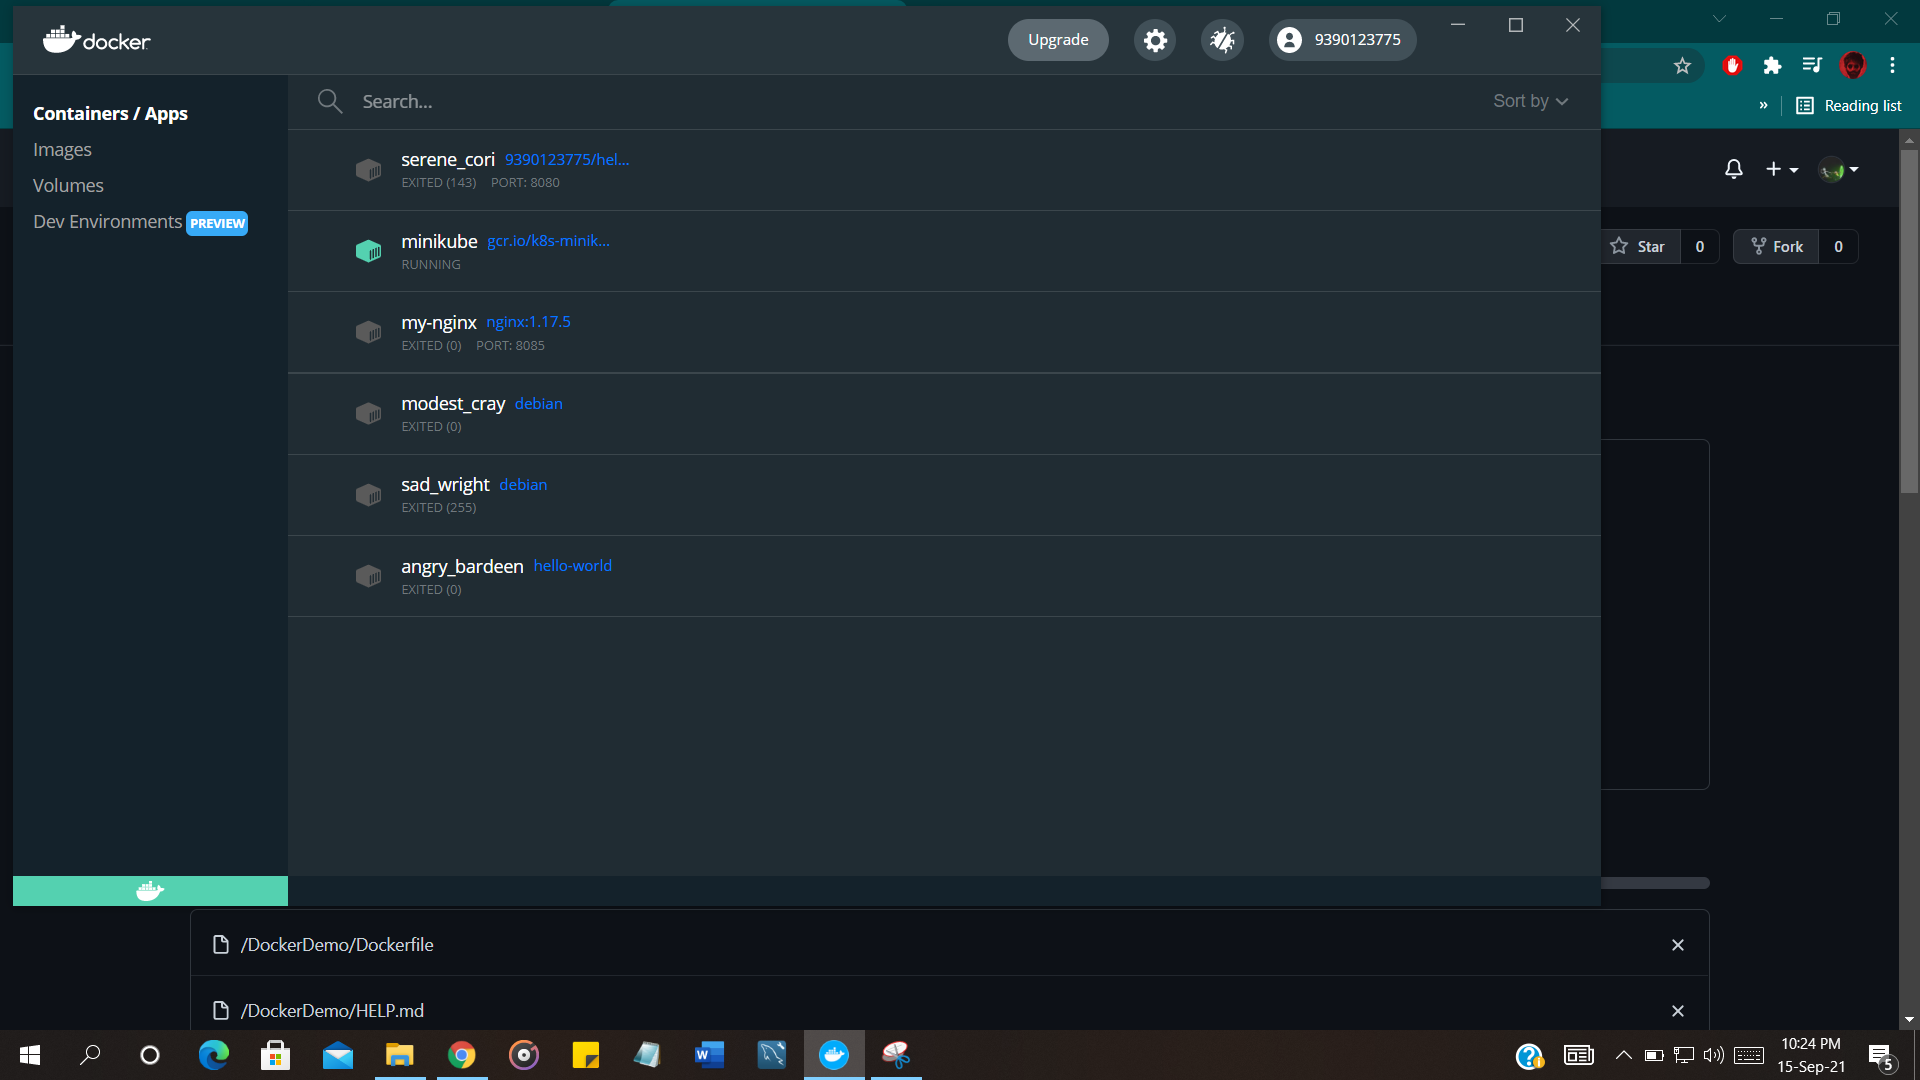 docker
Upgrade
9390123775
Containers / Apps
Images
Volumes
Dev Environments PREVIEW
Search...
Sort by
serene_cori 9390123775/hel...
EXITED (143) PORT: 8080
minikube gcr.io/k8s-minik...
RUNNING
my-nginx nginx:1.17.5
EXITED (0) PORT: 8085
modest_cray debian
EXITED (0)
sad_wright debian
EXITED (255)
angry_bardeen hello-world
EXITED (0)
» Reading list
Star 0 Fork 0
/DockerDemo/Dockerfile
/DockerDemo/HELP.md
10:24 PM
15-Sep-21
5